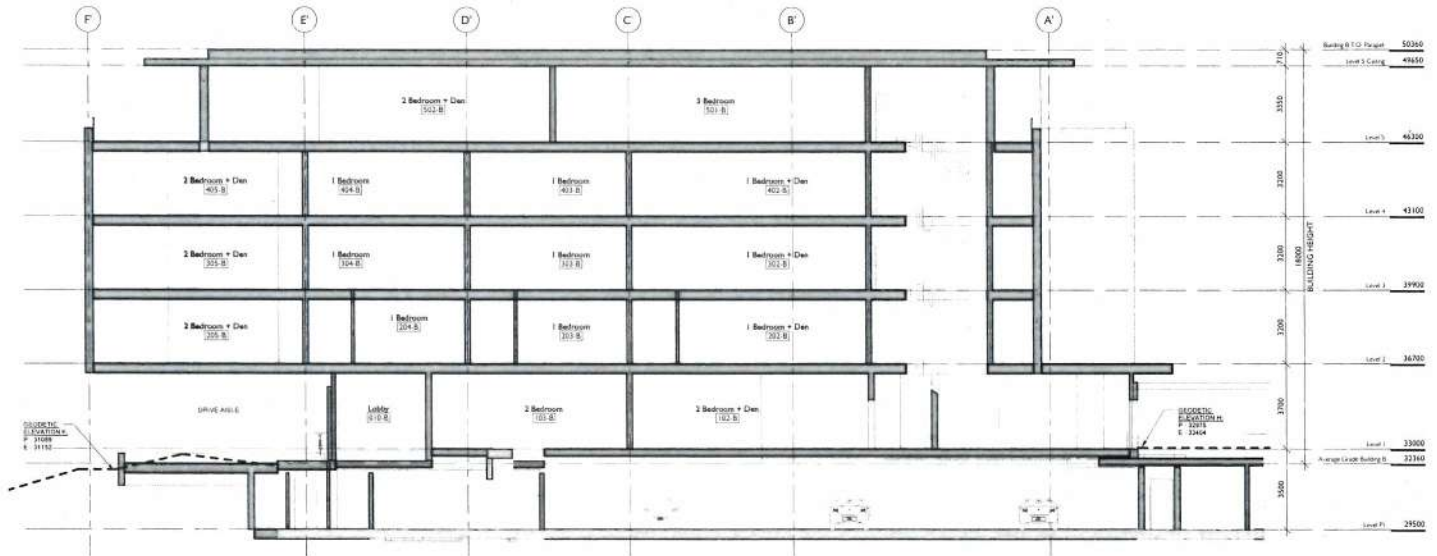 F'
E'
D'
C'
B'
A'
Building B T.O. Parapet 50360
710
Level 5 Ceiling 49650
2 Bedroom + Den
502-B
3 Bedroom
501-B
3350
Level 5 46300
2 Bedroom + Den
405-B
1 Bedroom
404-B
1 Bedroom
403-B
1 Bedroom + Den
402-B
3200
Level 4 43100
2 Bedroom + Den
305-B
1 Bedroom
304-B
1 Bedroom
303-B
1 Bedroom + Den
302-B
3200
18000
BUILDING HEIGHT
Level 3 39900
2 Bedroom + Den
205-B
1 Bedroom
204-B
1 Bedroom
203-B
1 Bedroom + Den
202-B
3200
Level 2 36700
DRIVE AISLE
Lobby
2 Bedroom
103-B
2 Bedroom + Den
102-B
3700
GEODETIC
ELEVATION
E: 31152
GEODETIC
ELEVATION H:
Level 1 33000
Average Grade Building B 32360
3500
Level P1 29500